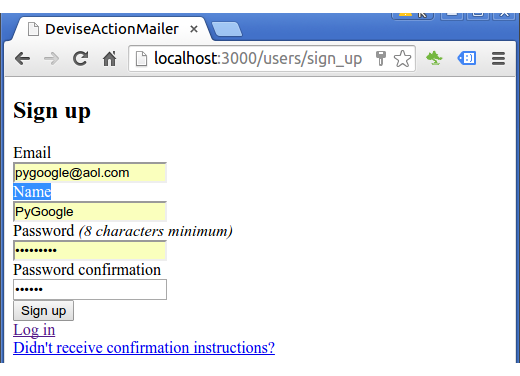 DeviseActionMailer
localhost:3000/users/sign_up
Sign up
Email
pygoogle@aol.com
Name
PyGoogle
Password (8 characters minimum)
•••••••••
Password confirmation
••••••
Sign up
Log in
Didn't receive confirmation instructions?